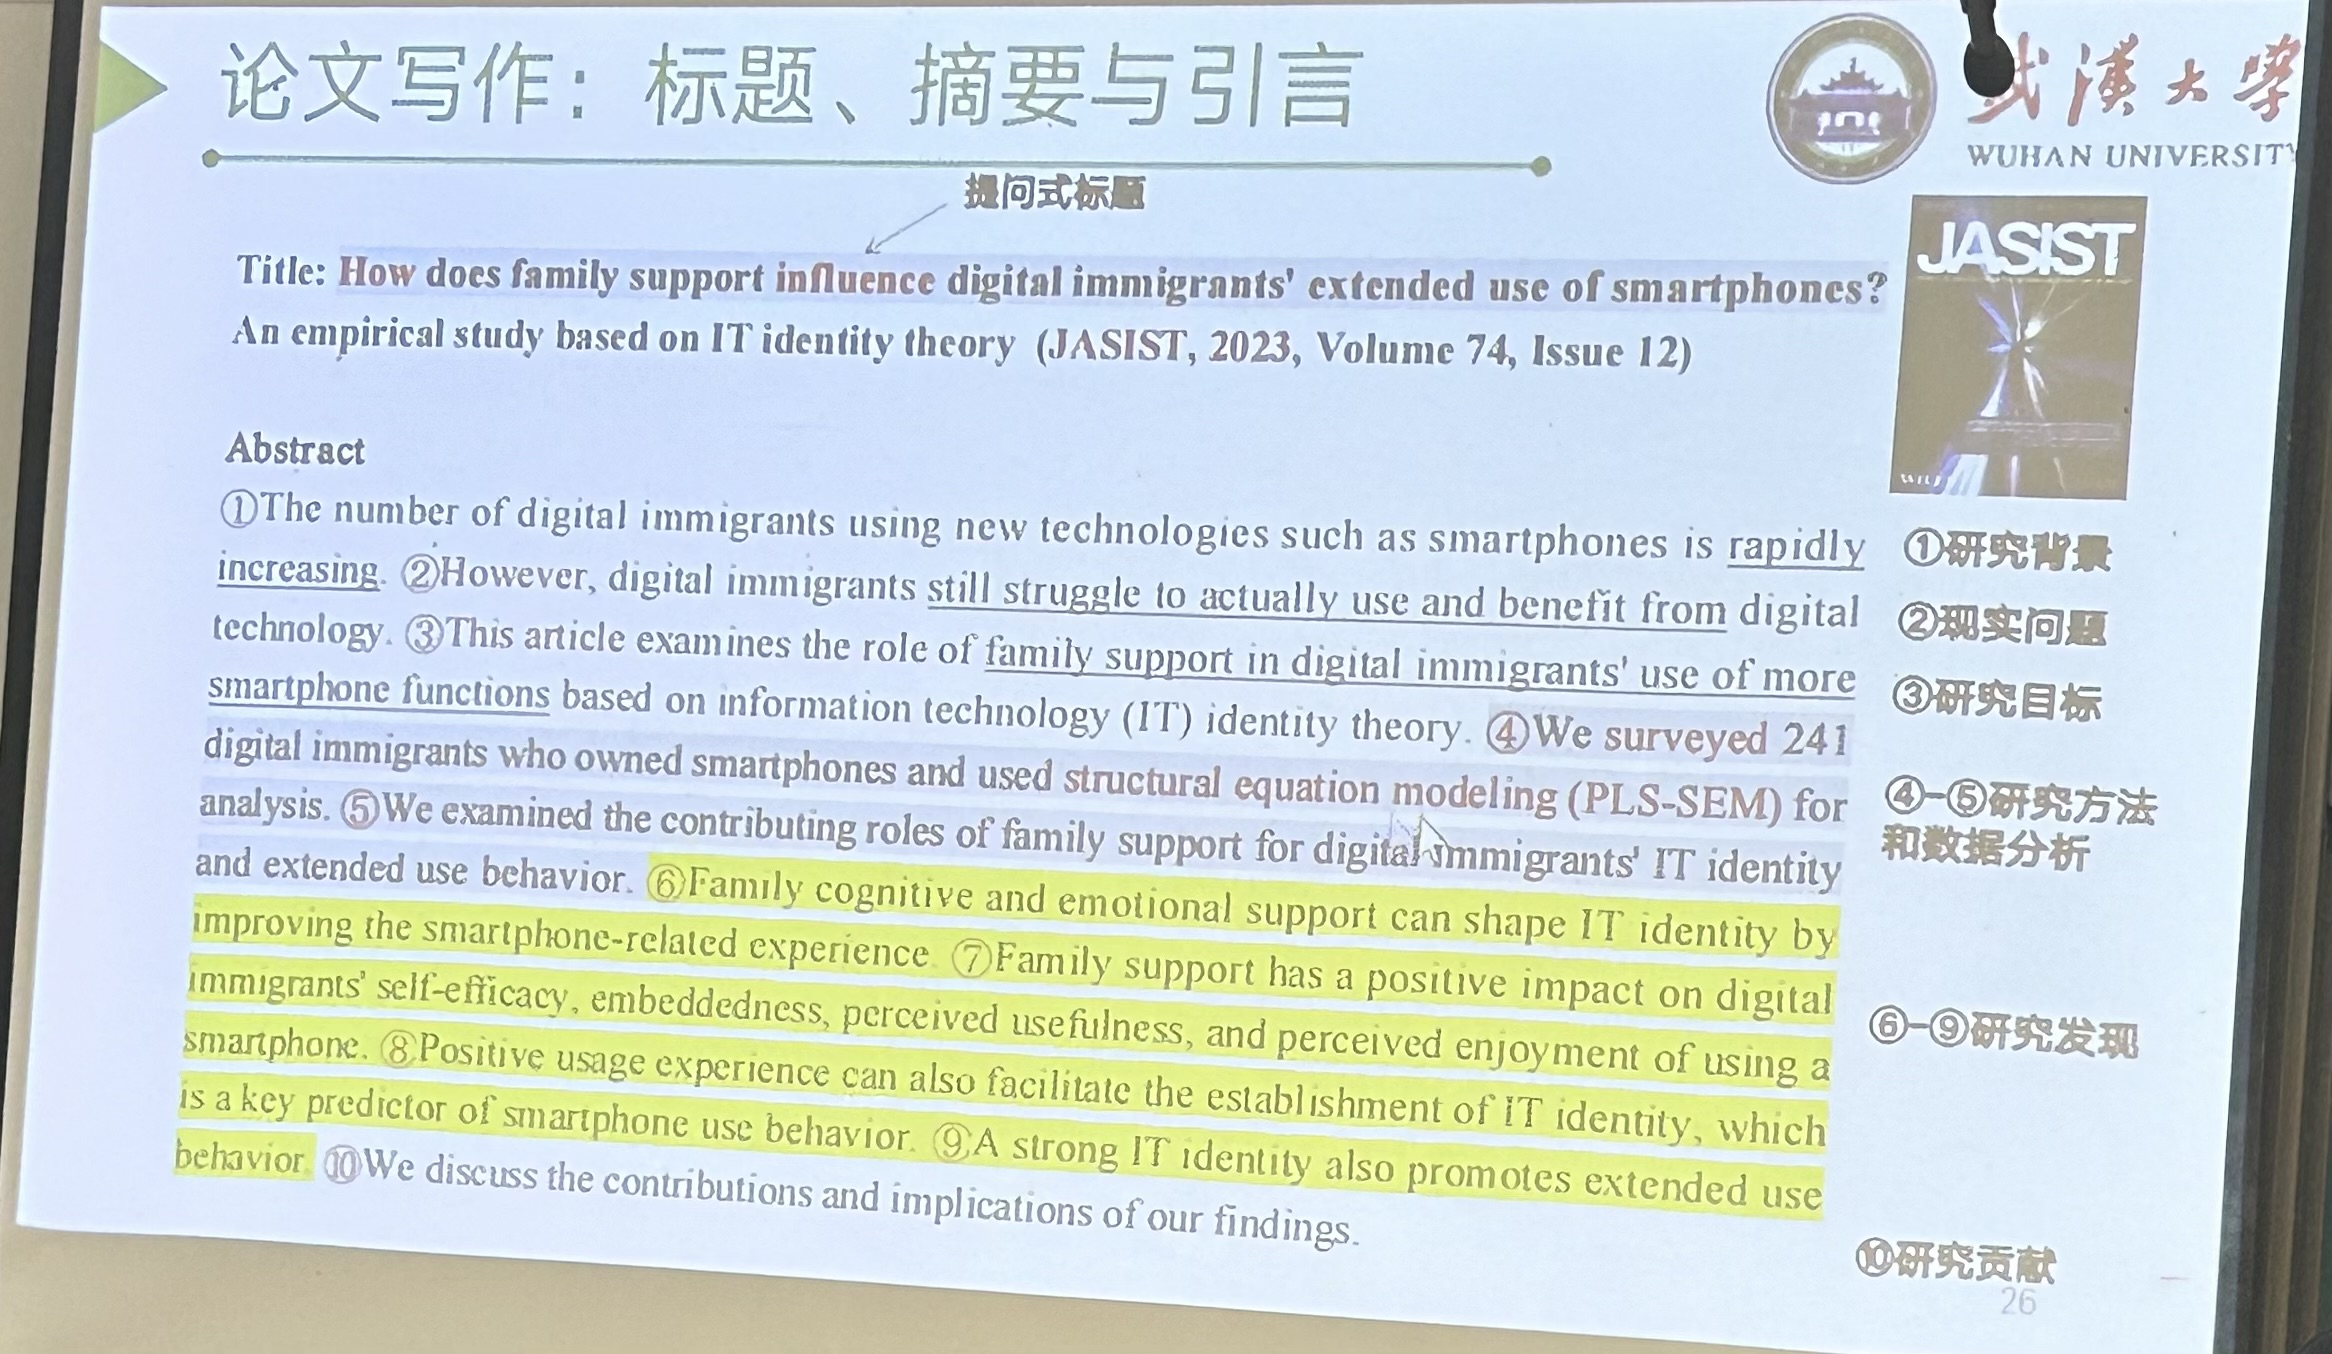 论文写作：标题、摘要与引言
武漢大學
WUHAN UNIVERSITY
提问式标题
JASIST
Title: How does family support influence digital immigrants' extended use of smartphones?
An empirical study based on IT identity theory (JASIST, 2023, Volume 74, Issue 12)
Abstract
①The number of digital immigrants using new technologies such as smartphones is rapidly
increasing. ②However, digital immigrants still struggle to actually use and benefit from digital
technology. ③This article examines the role of family support in digital immigrants' use of more
smartphone functions based on information technology (IT) identity theory. ④We surveyed 241
digital immigrants who owned smartphones and used structural equation modeling (PLS-SEM) for
analysis. ⑤We examined the contributing roles of family support for digital immigrants' IT identity
and extended use behavior. ⑥Family cognitive and emotional support can shape IT identity by
improving the smartphone-related experience. ⑦Family support has a positive impact on digital
immigrants' self-efficacy, embeddedness, perceived usefulness, and perceived enjoyment of using a
smartphone. ⑧Positive usage experience can also facilitate the establishment of IT identity, which
is a key predictor of smartphone use behavior. ⑨A strong IT identity also promotes extended use
behavior. ⑩We discuss the contributions and implications of our findings.
①研究背景
②现实问题
③研究目标
④-⑤研究方法
和数据分析
⑥-⑨研究发现
⑩研究贡献
26